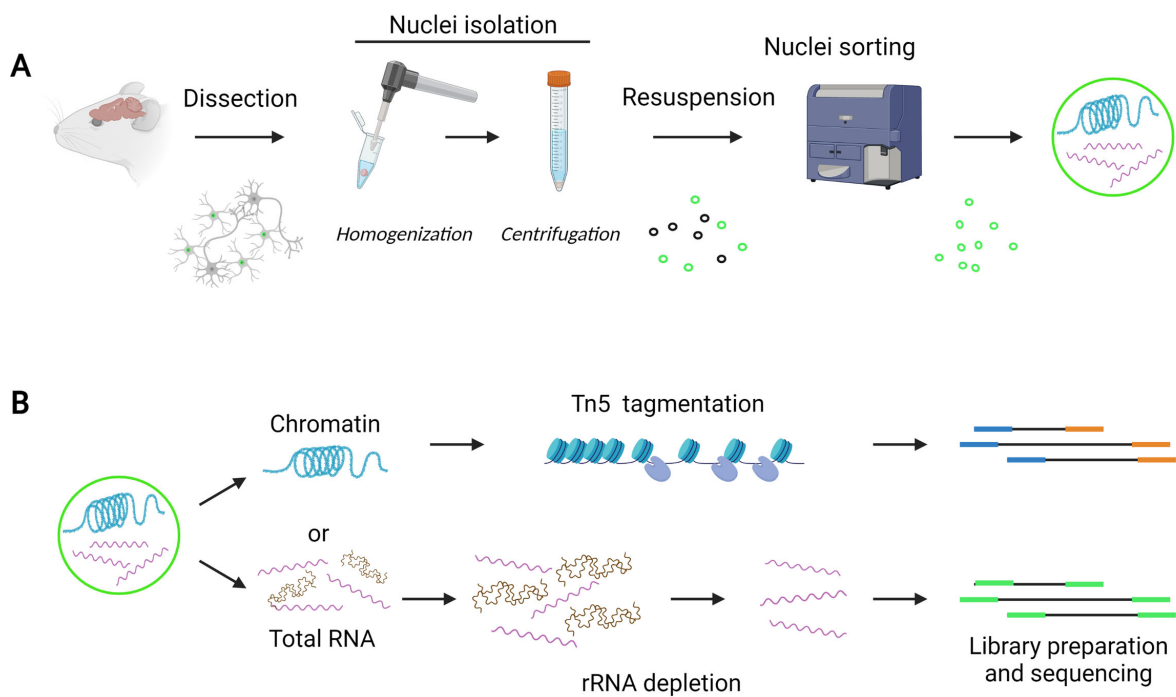 A
Nuclei isolation
Nuclei sorting
Dissection
Resuspension
Homogenization
Centrifugation
B
Chromatin
Tn5 tagmentation
or
Total RNA
rRNA depletion
Library preparation
and sequencing